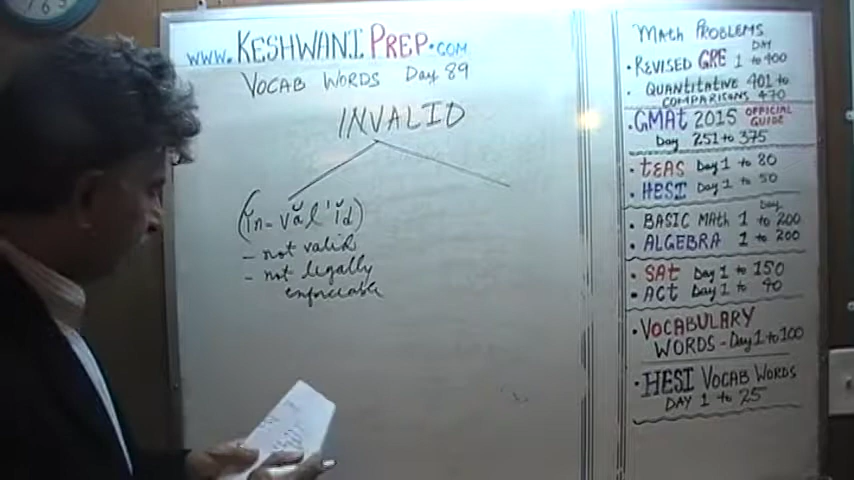 www.KESHWANIPREP.COM
VOCAB WORDS Day 89
INVALID
(ĭn-văl'ĭd)
- not valid
- not legally
enforceable
MATH PROBLEMS
DAY
• REVISED GRE 1 to 400
• QUANTITATIVE 401 to
COMPARISONS 470
• GMAT 2015 OFFICIAL
GUIDE
Day 251 to 375
• TEAS Day 1 to 80
• HESI Day 1 to 50
Day
• BASIC MATH 1 to 200
• ALGEBRA 1 to 200
• SAT Day 1 to 150
• ACT Day 1 to 40
• VOCABULARY
WORDS - Day 1 to 100
• HESI VOCAB WORDS
DAY 1 to 25